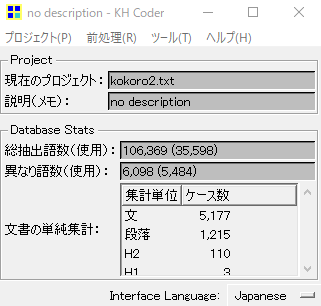 no description - KH Coder
プロジェクト(P) 前処理(R) ツール(T) ヘルプ(H)
Project
現在のプロジェクト： kokoro2.txt
説明(メモ)： no description
Database Stats
総抽出語数(使用)： 106,369 (35,598)
異なり語数(使用)： 6,098 (5,484)
文書の単純集計：
集計単位 ケース数
文 5,177
段落 1,215
H2 110
H1 3
Interface Language: Japanese